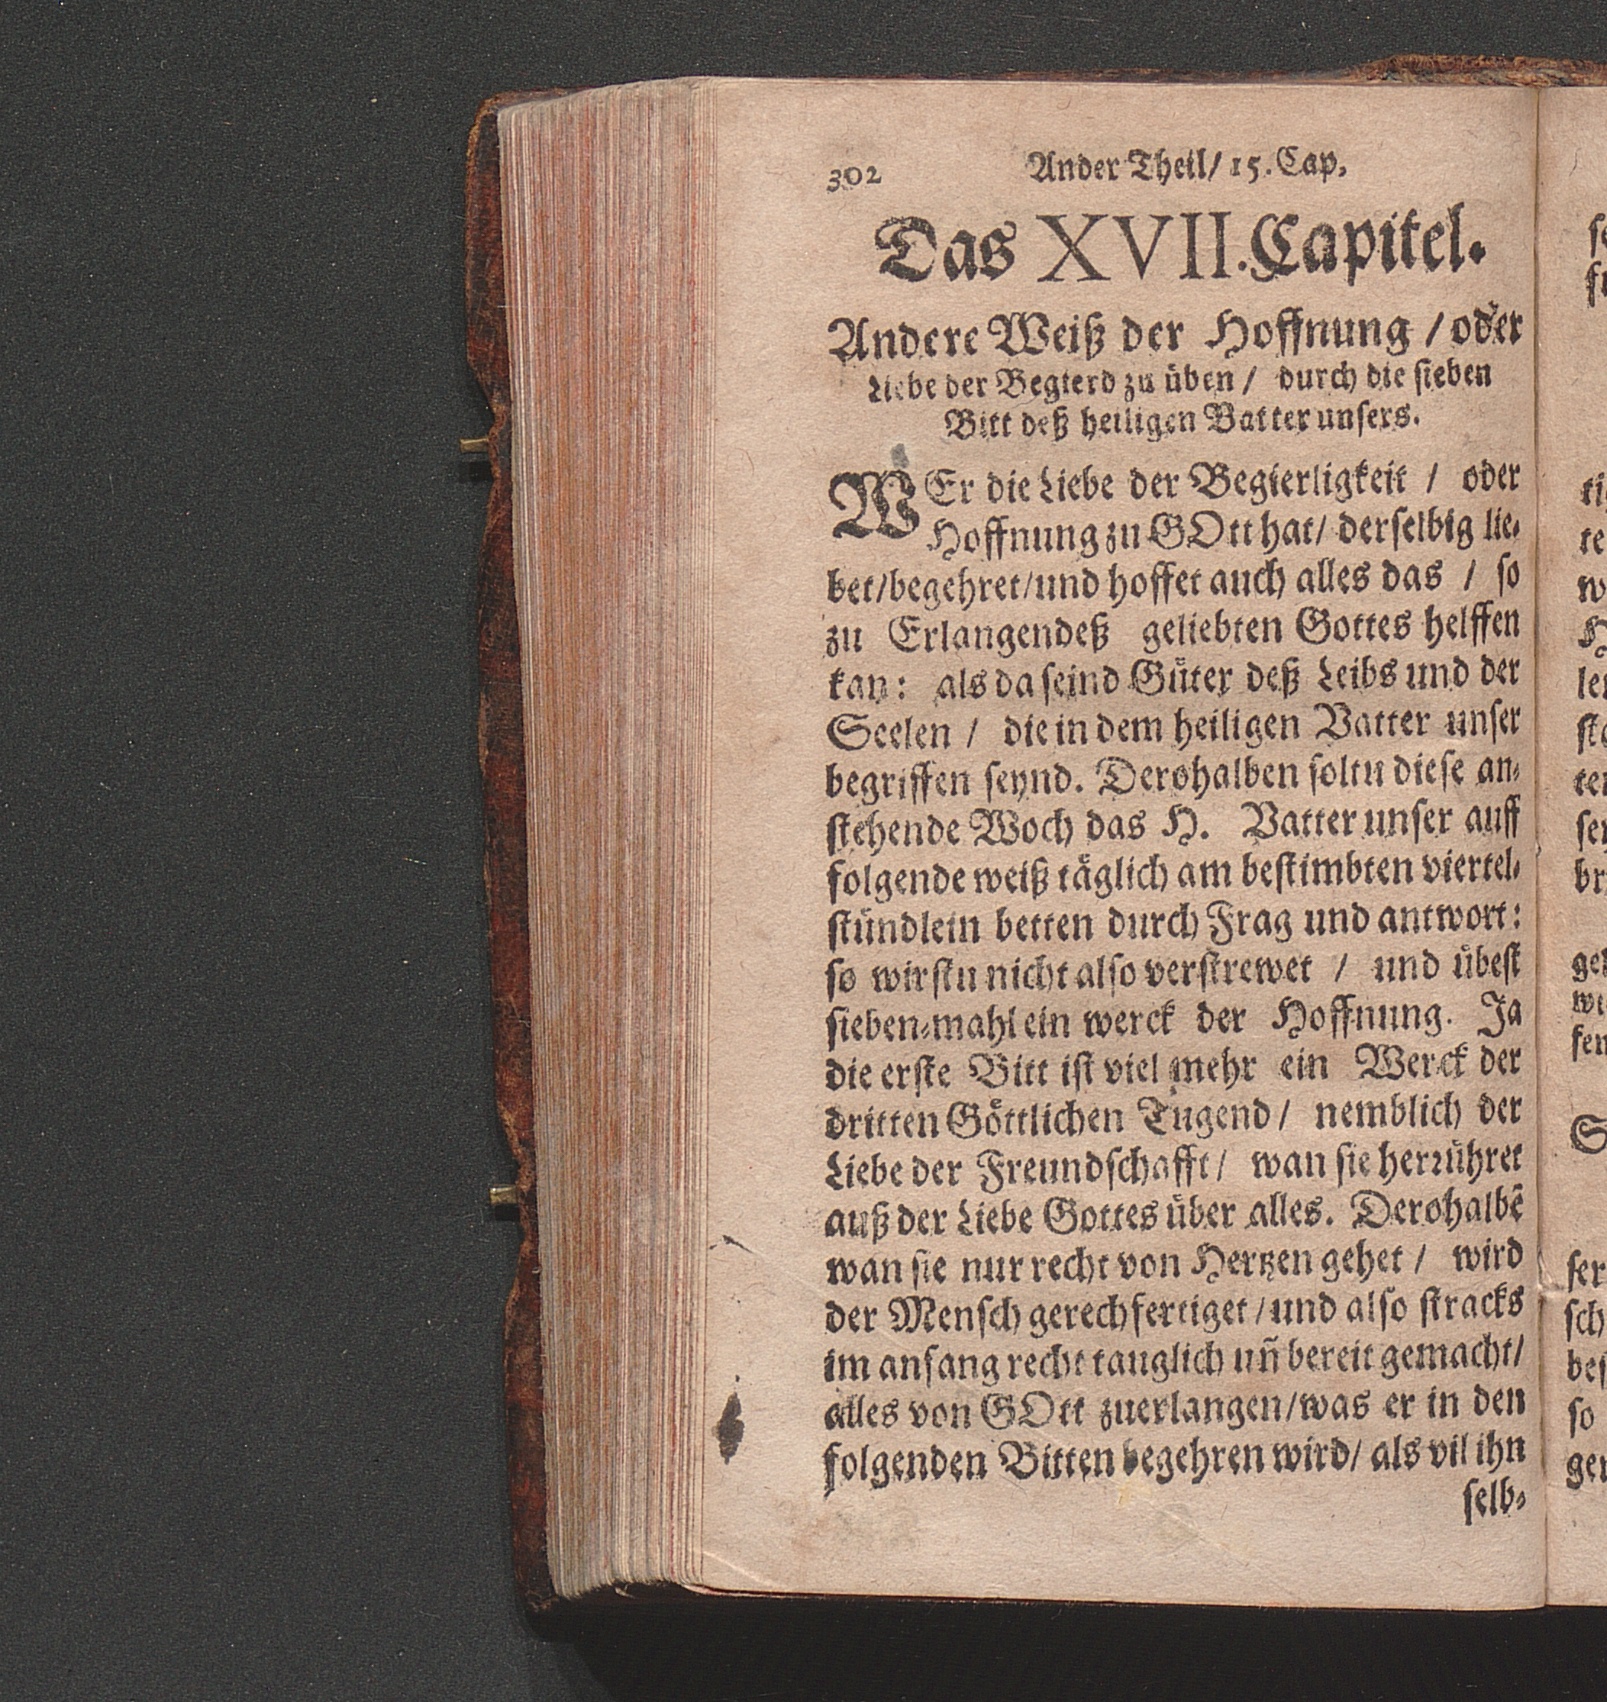 302 Ander Theil/ 15. Cap.
Das XVII. Capitel.
Andere Weiß der Hoffnung / oder
Liebe der Begierd zu üben / durch die sieben
Bitt deß heiligen Vatter unsers.
WEr die Liebe der Begierligkeit / oder
Hoffnung zu GOtt hat/ derselbig lie-
bet/begehret/und hoffet auch alles das / so
zu Erlangendeß geliebten Gottes helffen
kan: als da seind Güter deß Leibs und der
Seelen / die in dem heiligen Vatter unser
begriffen seynd. Derohalben soltu diese an-
stehende Woch das H. Vatter unser auff
folgende weiß täglich am bestimbten viertel-
stündlein betten durch Frag und antwort:
so wirstu nicht also verstrewet / und übest
sieben-mahl ein werck der Hoffnung. Ja
die erste Bitt ist viel mehr ein Werck der
dritten Göttlichen Tugend / nemblich der
Liebe der Freundschafft / wan sie herrühret
auß der Liebe Gottes über alles. Derohalbẽ
wan sie nur recht von Hertzen gehet / wird
der Mensch gerechfertiget/und also stracks
im anfang recht tauglich uñ bereit gemacht/
alles von GOtt zuerlangen/was er in den
folgenden Bitten begehren wird/ als vil ihn
selb-